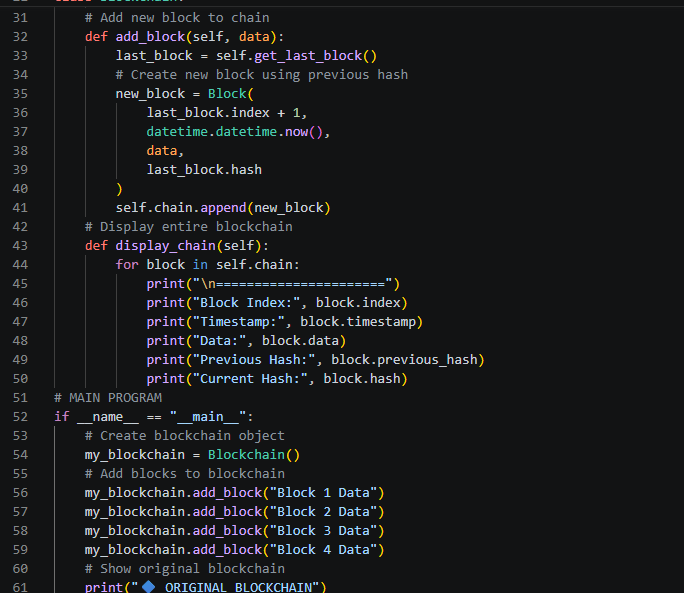 31 # Add new block to chain
32 def add_block(self, data):
33 last_block = self.get_last_block()
34 # Create new block using previous hash
35 new_block = Block(
36 last_block.index + 1,
37 datetime.datetime.now(),
38 data,
39 last_block.hash
40 )
41 self.chain.append(new_block)
42 # Display entire blockchain
43 def display_chain(self):
44 for block in self.chain:
45 print("\n======================")
46 print("Block Index:", block.index)
47 print("Timestamp:", block.timestamp)
48 print("Data:", block.data)
49 print("Previous Hash:", block.previous_hash)
50 print("Current Hash:", block.hash)
51 # MAIN PROGRAM
52 if __name__ == "__main__":
53 # Create blockchain object
54 my_blockchain = Blockchain()
55 # Add blocks to blockchain
56 my_blockchain.add_block("Block 1 Data")
57 my_blockchain.add_block("Block 2 Data")
58 my_blockchain.add_block("Block 3 Data")
59 my_blockchain.add_block("Block 4 Data")
60 # Show original blockchain
61 print("🔷 ORIGINAL BLOCKCHAIN")